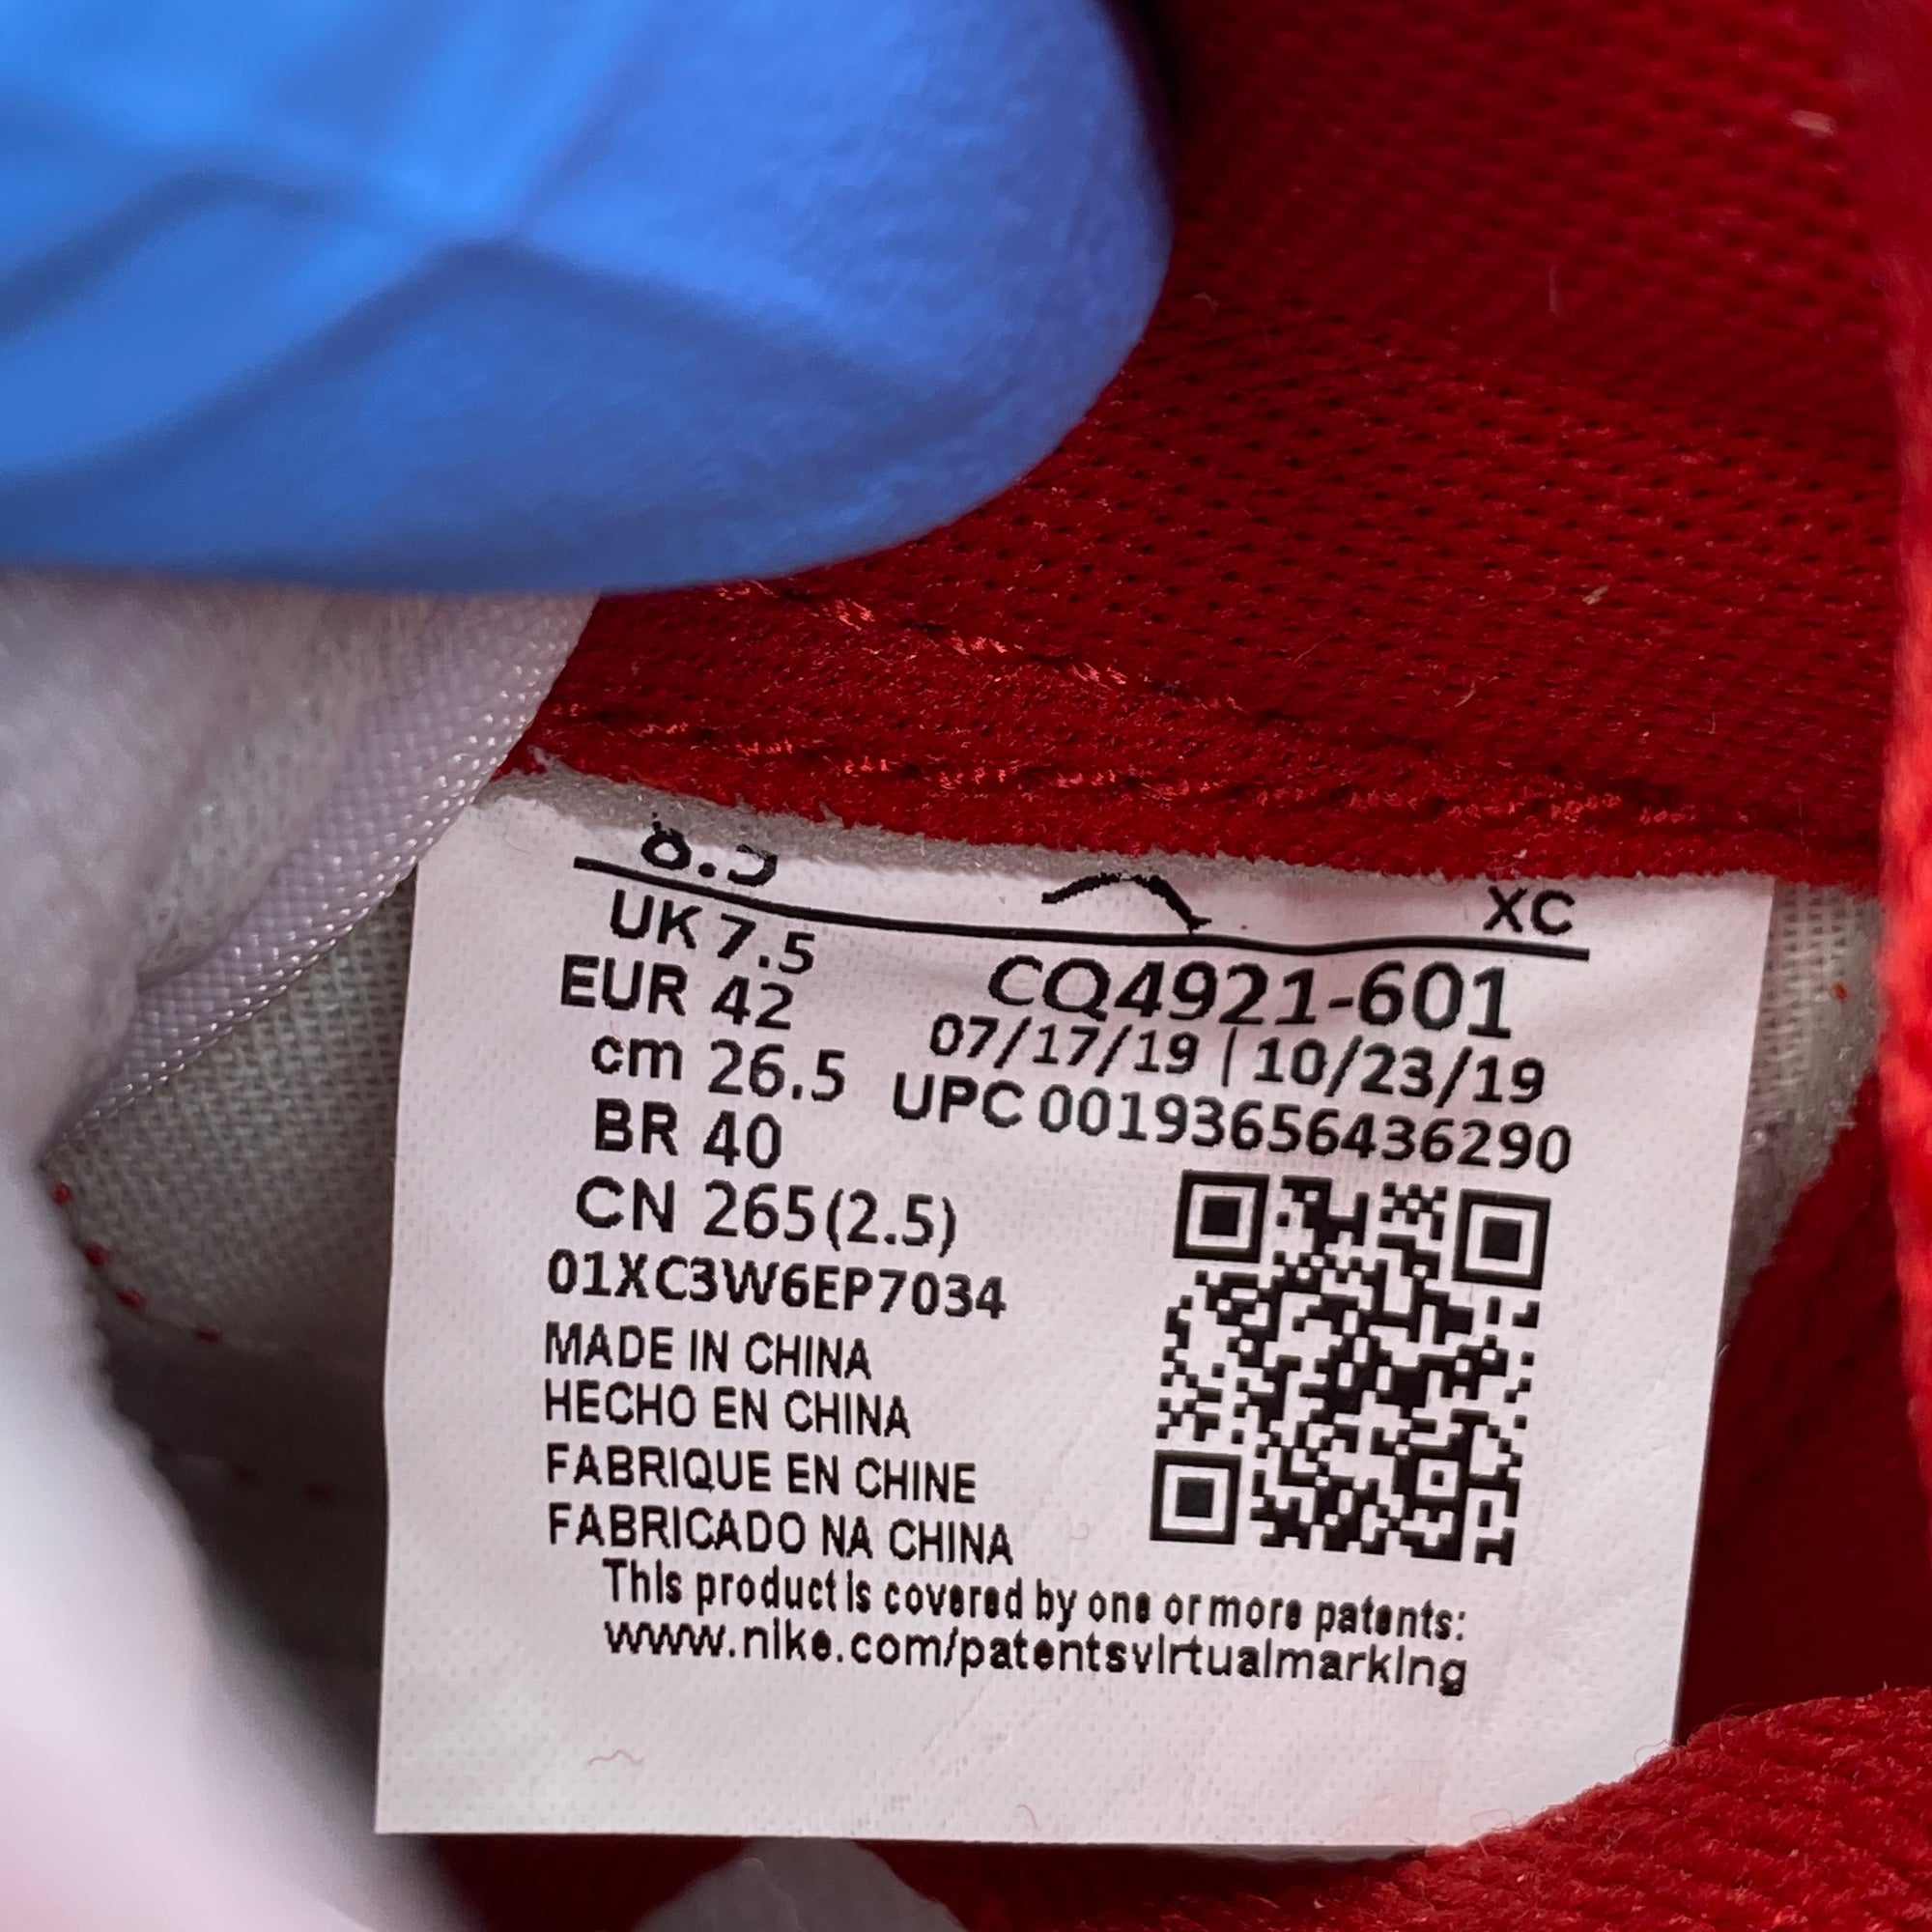 8.5 XC
UK 7.5
EUR 42
cm 26.5
BR 40
CN 265(2.5)
CQ4921-601
07/17/19 | 10/23/19
UPC 00193656436290
01XC3W6EP7034
MADE IN CHINA
HECHO EN CHINA
FABRIQUE EN CHINE
FABRICADO NA CHINA
This product is covered by one or more patents:
www.nike.com/patentsvirtualmarking